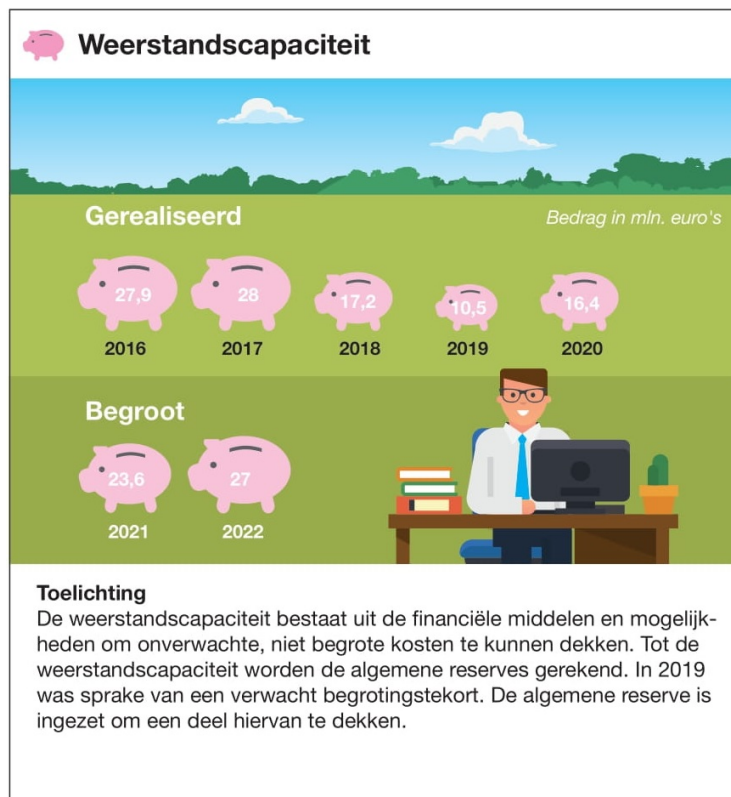 Weerstandscapaciteit
Gerealiseerd
Bedrag in mln. euro's
27,9
28
17,2
10,5
16,4
2016
2017
2018
2019
2020
Begroot
23,6
27
2021
2022
Toelichting
De weerstandscapaciteit bestaat uit de financiële middelen en mogelijk-
heden om onverwachte, niet begrote kosten te kunnen dekken. Tot de
weerstandscapaciteit worden de algemene reserves gerekend. In 2019
was sprake van een verwacht begrotingstekort. De algemene reserve is
ingezet om een deel hiervan te dekken.